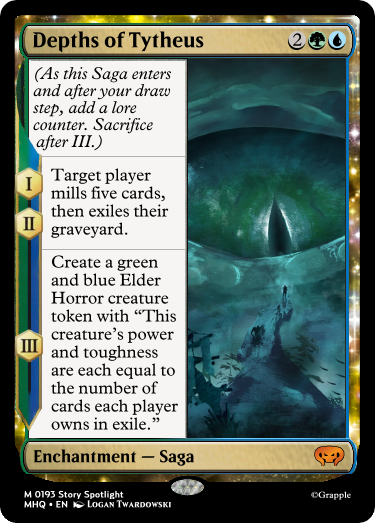 Depths of Tytheus 2
(As this Saga enters
and after your draw
step, add a lore
counter. Sacrifice
after III.)
I
II
Target player
mills five cards,
then exiles their
graveyard.
III
Create a green
and blue Elder
Horror creature
token with “This
creature’s power
and toughness
are each equal to
the number of
cards each player
owns in exile.”
Enchantment — Saga
M 0193 Story Spotlight
MHQ • EN Logan Twardowski
©Grapple